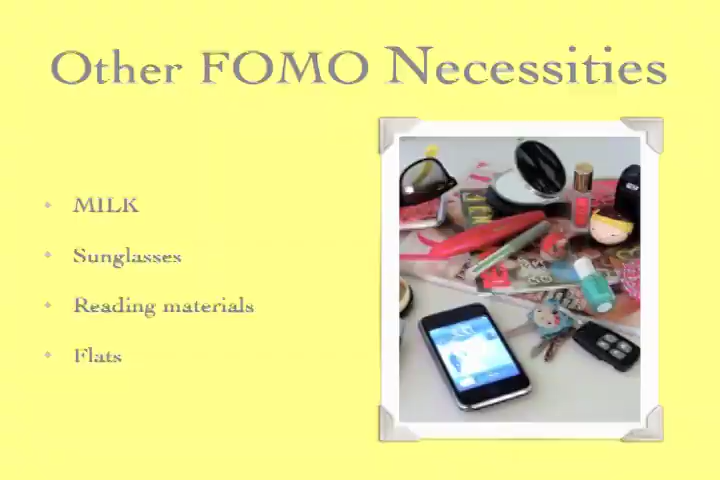 Other FOMO Necessities
MILK
Sunglasses
Reading materials
Flats